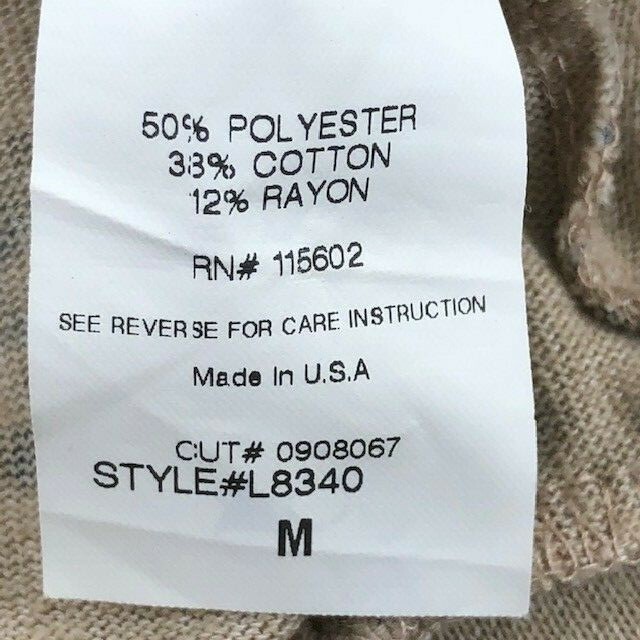 50% POLYESTER
38% COTTON
12% RAYON
RN# 115602
SEE REVERSE FOR CARE INSTRUCTION
Made In U.S.A
CUT# 0908067
STYLE#L8340
M